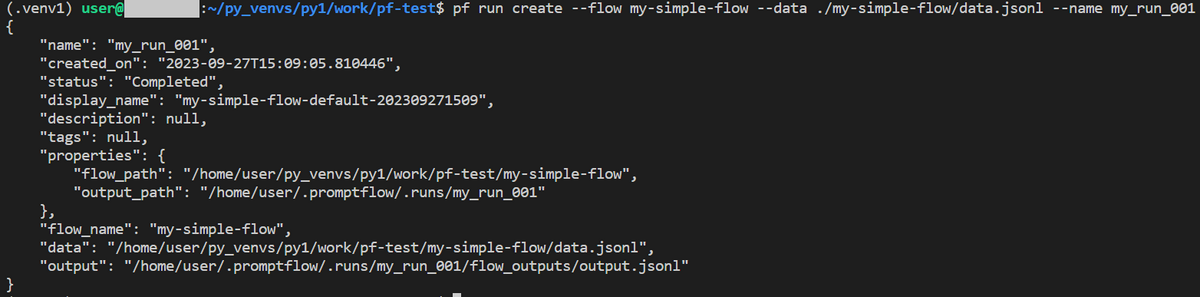 (.venv1) user@ :~/py_venvs/py1/work/pf-test$ pf run create --flow my-simple-flow --data ./my-simple-flow/data.jsonl --name my_run_001
{
    "name": "my_run_001",
    "created_on": "2023-09-27T15:09:05.810446",
    "status": "Completed",
    "display_name": "my-simple-flow-default-202309271509",
    "description": null,
    "tags": null,
    "properties": {
        "flow_path": "/home/user/py_venvs/py1/work/pf-test/my-simple-flow",
        "output_path": "/home/user/.promptflow/.runs/my_run_001"
    },
    "flow_name": "my-simple-flow",
    "data": "/home/user/py_venvs/py1/work/pf-test/my-simple-flow/data.jsonl",
    "output": "/home/user/.promptflow/.runs/my_run_001/flow_outputs/output.jsonl"
}